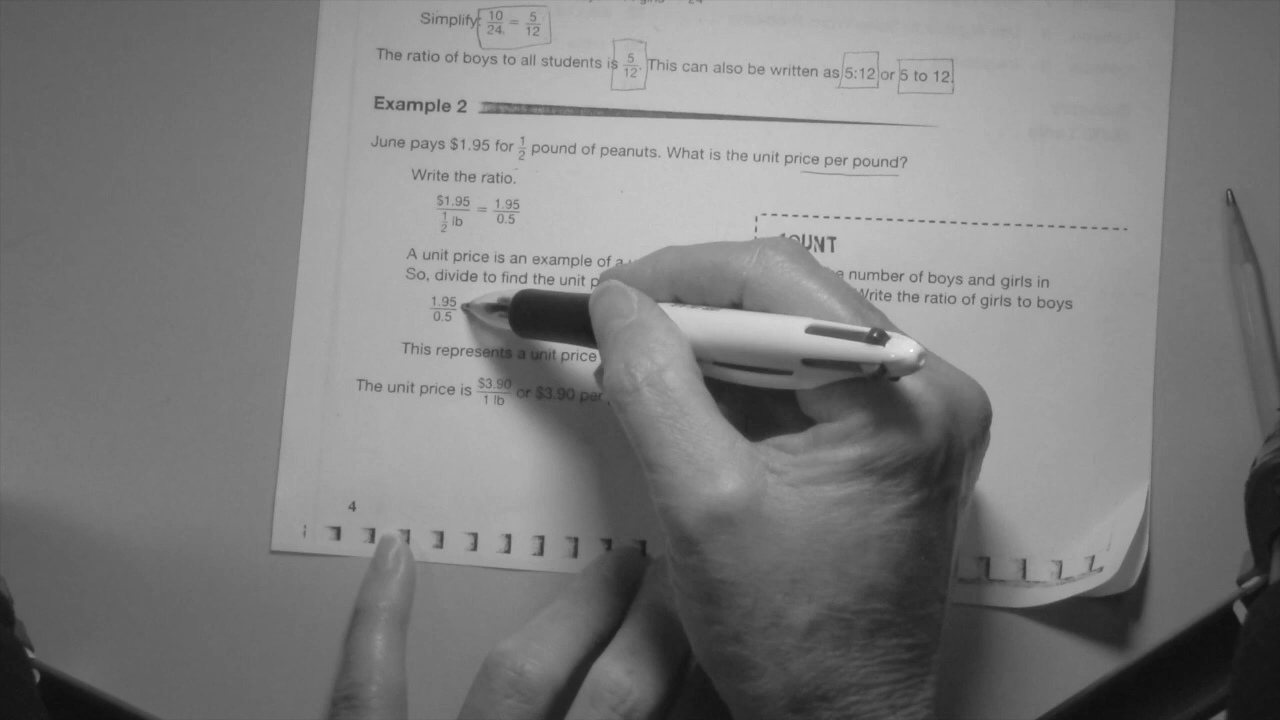 Simplify: 10/24 = 5/12
The ratio of boys to all students is 5/12. This can also be written as 5:12 or 5 to 12.
Example 2
June pays $1.95 for 1/2 pound of peanuts. What is the unit price per pound?
Write the ratio.
$1.95 / 1/2 lb = 1.95/0.5
A unit price is an example of a
So, divide to find the unit
1.95/0.5
This represents a unit price
The unit price is $3.90/1 lb or $3.90 per
number of boys and girls in
Write the ratio of girls to boys
4